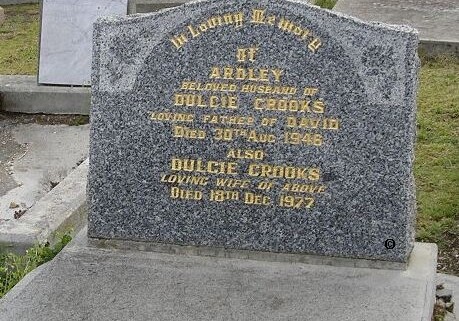 In Loving Memory
OF
ARDLEY
BELOVED HUSBAND OF
DULCIE CROOKS
LOVING FATHER OF DAVID
DIED 30TH AUG 1948
ALSO
DULCIE CROOKS
LOVING WIFE OF ABOVE
DIED 18TH DEC 1977